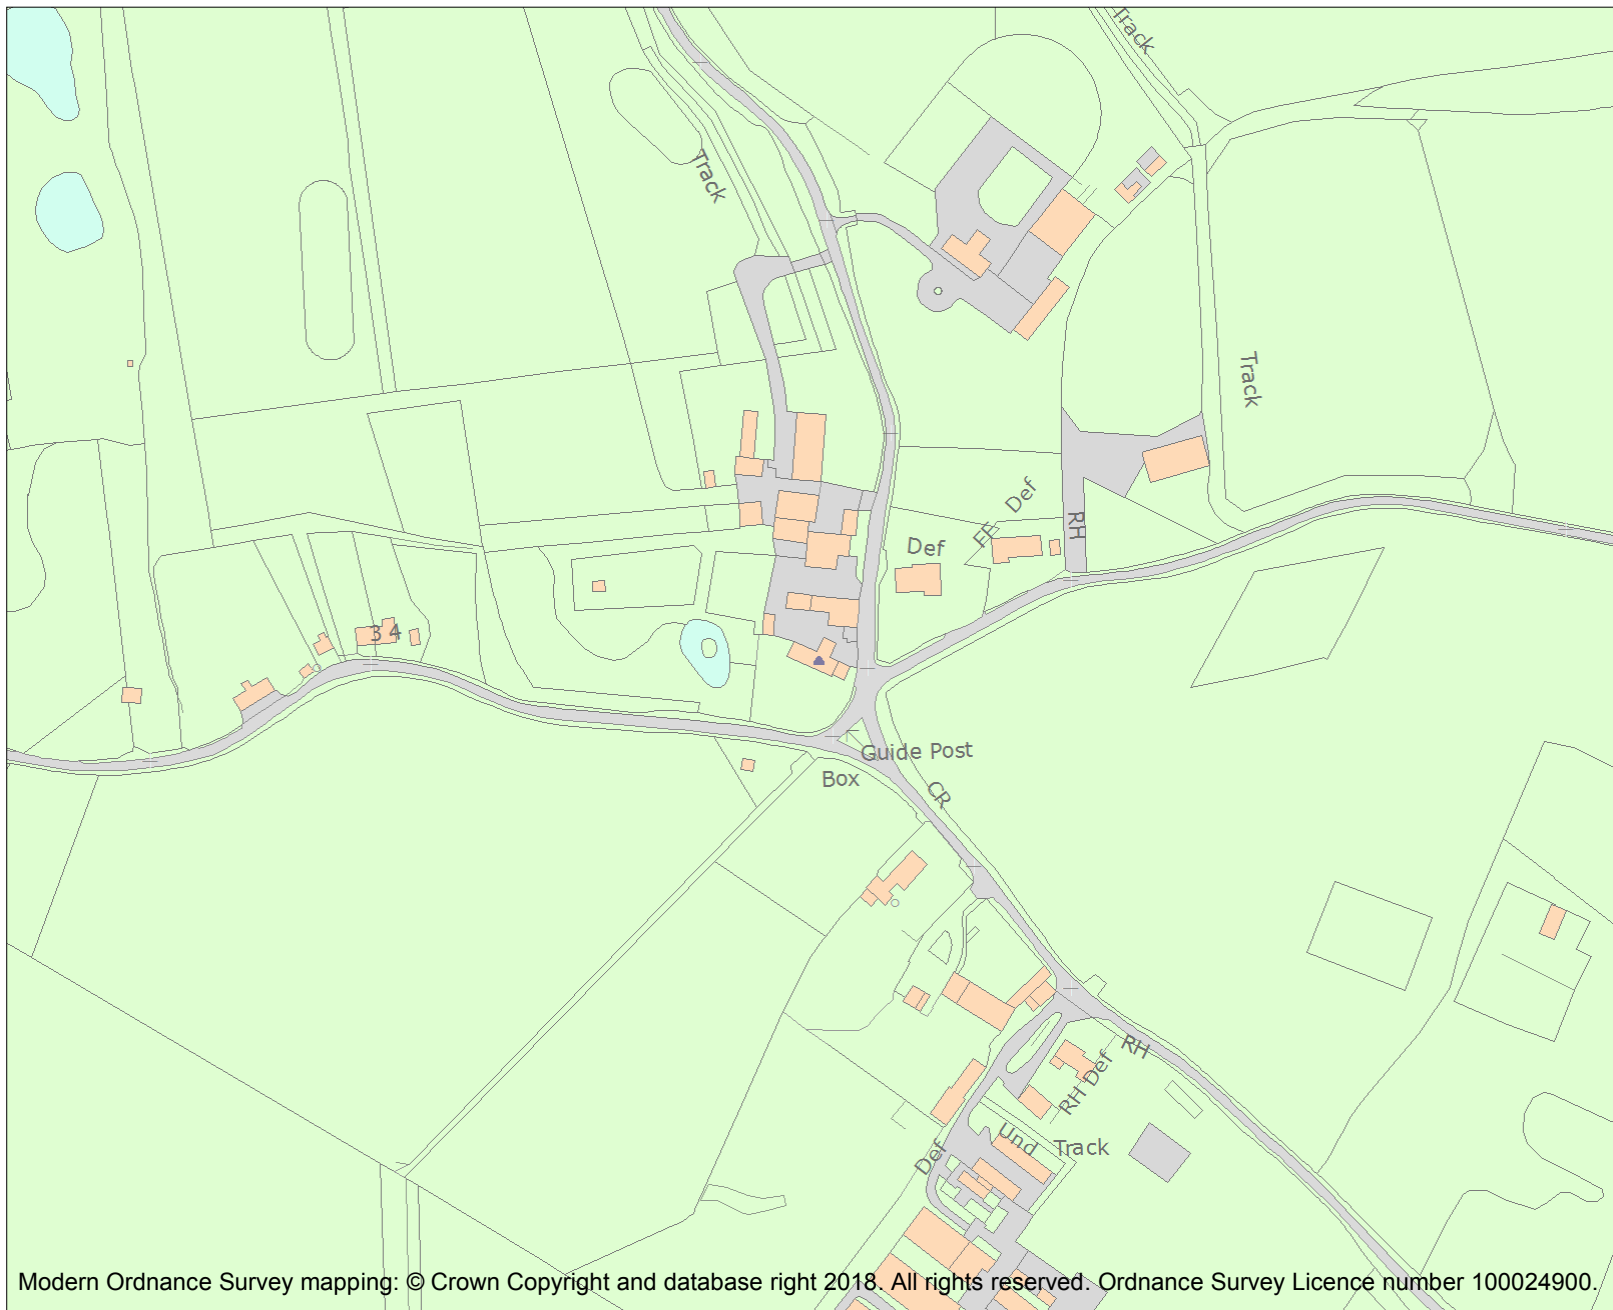 Track
Track
Track
Def
FF
Def
RH
3 4
Guide Post
Box
CR
RH
RH Def
Und
Track
Def
Modern Ordnance Survey mapping: © Crown Copyright and database right 2018. All rights reserved. Ordnance Survey Licence number 100024900.